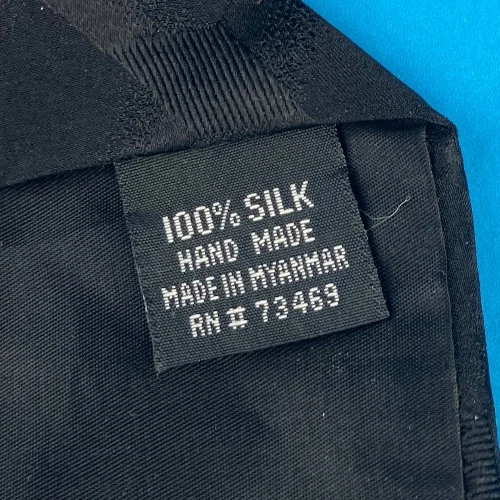 100% SILK
HAND MADE
MADE IN MYANMAR
RN # 73469